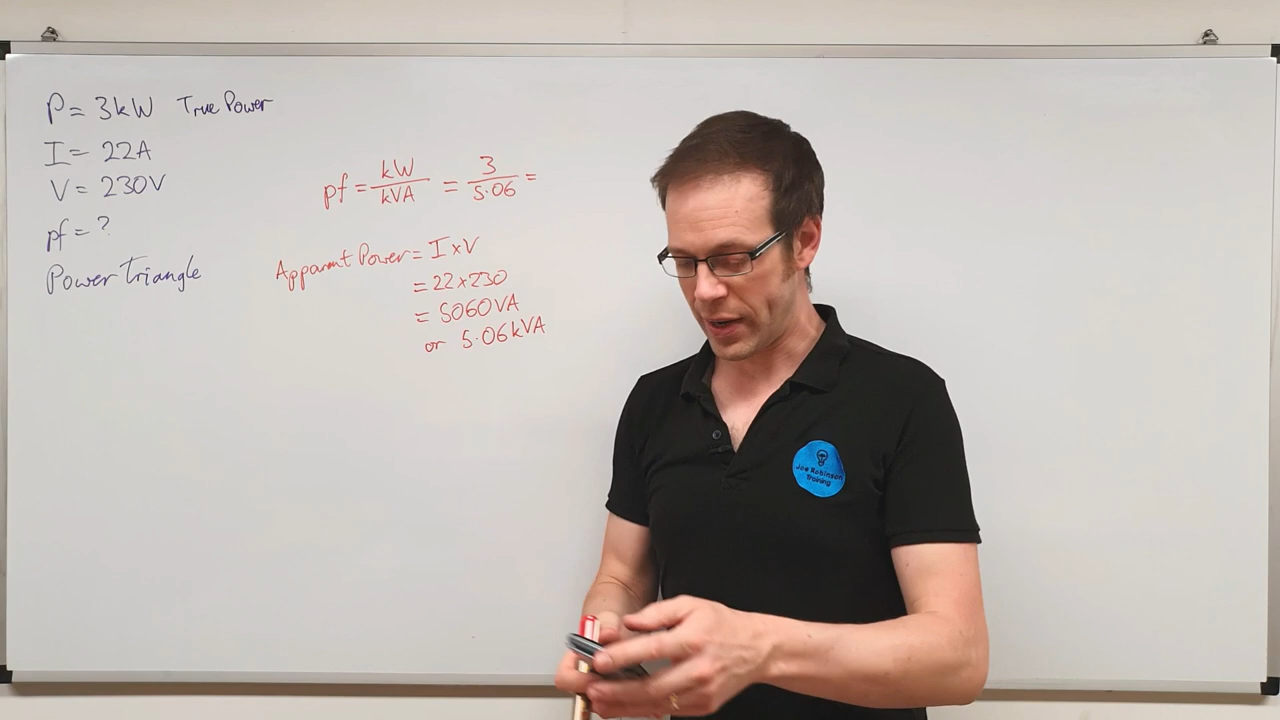 P = 3kW True Power
I = 22A
V = 230V
pf = ?
Power Triangle
pf = kW/kVA = 3/5·06 =
Apparent Power = I x V
= 22 x 230
= 5060VA
or 5·06kVA
Joe Robinson
Training